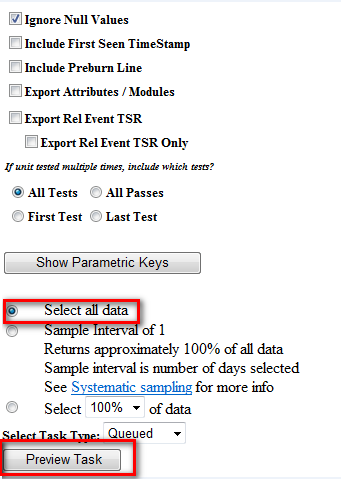 Ignore Null Values
Include First Seen TimeStamp
Include Preburn Line
Export Attributes / Modules
Export Rel Event TSR
Export Rel Event TSR Only
If unit tested multiple times, include which tests?
All Tests All Passes
First Test Last Test
Show Parametric Keys
Select all data
Sample Interval of 1
Returns approximately 100% of all data
Sample interval is number of days selected
See Systematic sampling for more info
Select 100% of data
Select Task Type: Queued
Preview Task